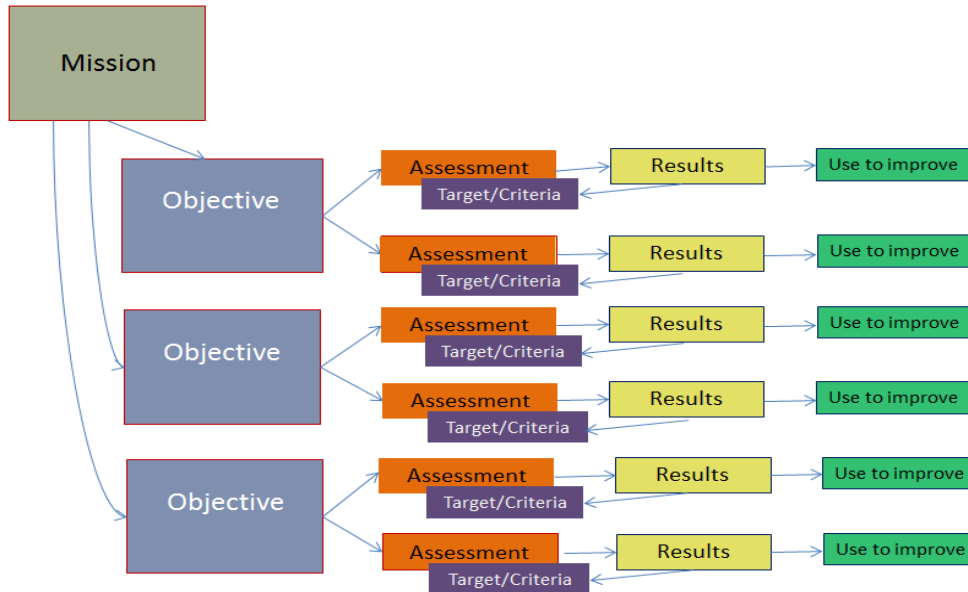 Mission
Objective
Assessment
Target/Criteria
Results
Use to improve
Assessment
Target/Criteria
Results
Use to improve
Objective
Assessment
Target/Criteria
Results
Use to improve
Assessment
Target/Criteria
Results
Use to improve
Objective
Assessment
Target/Criteria
Results
Use to improve
Assessment
Target/Criteria
Results
Use to improve